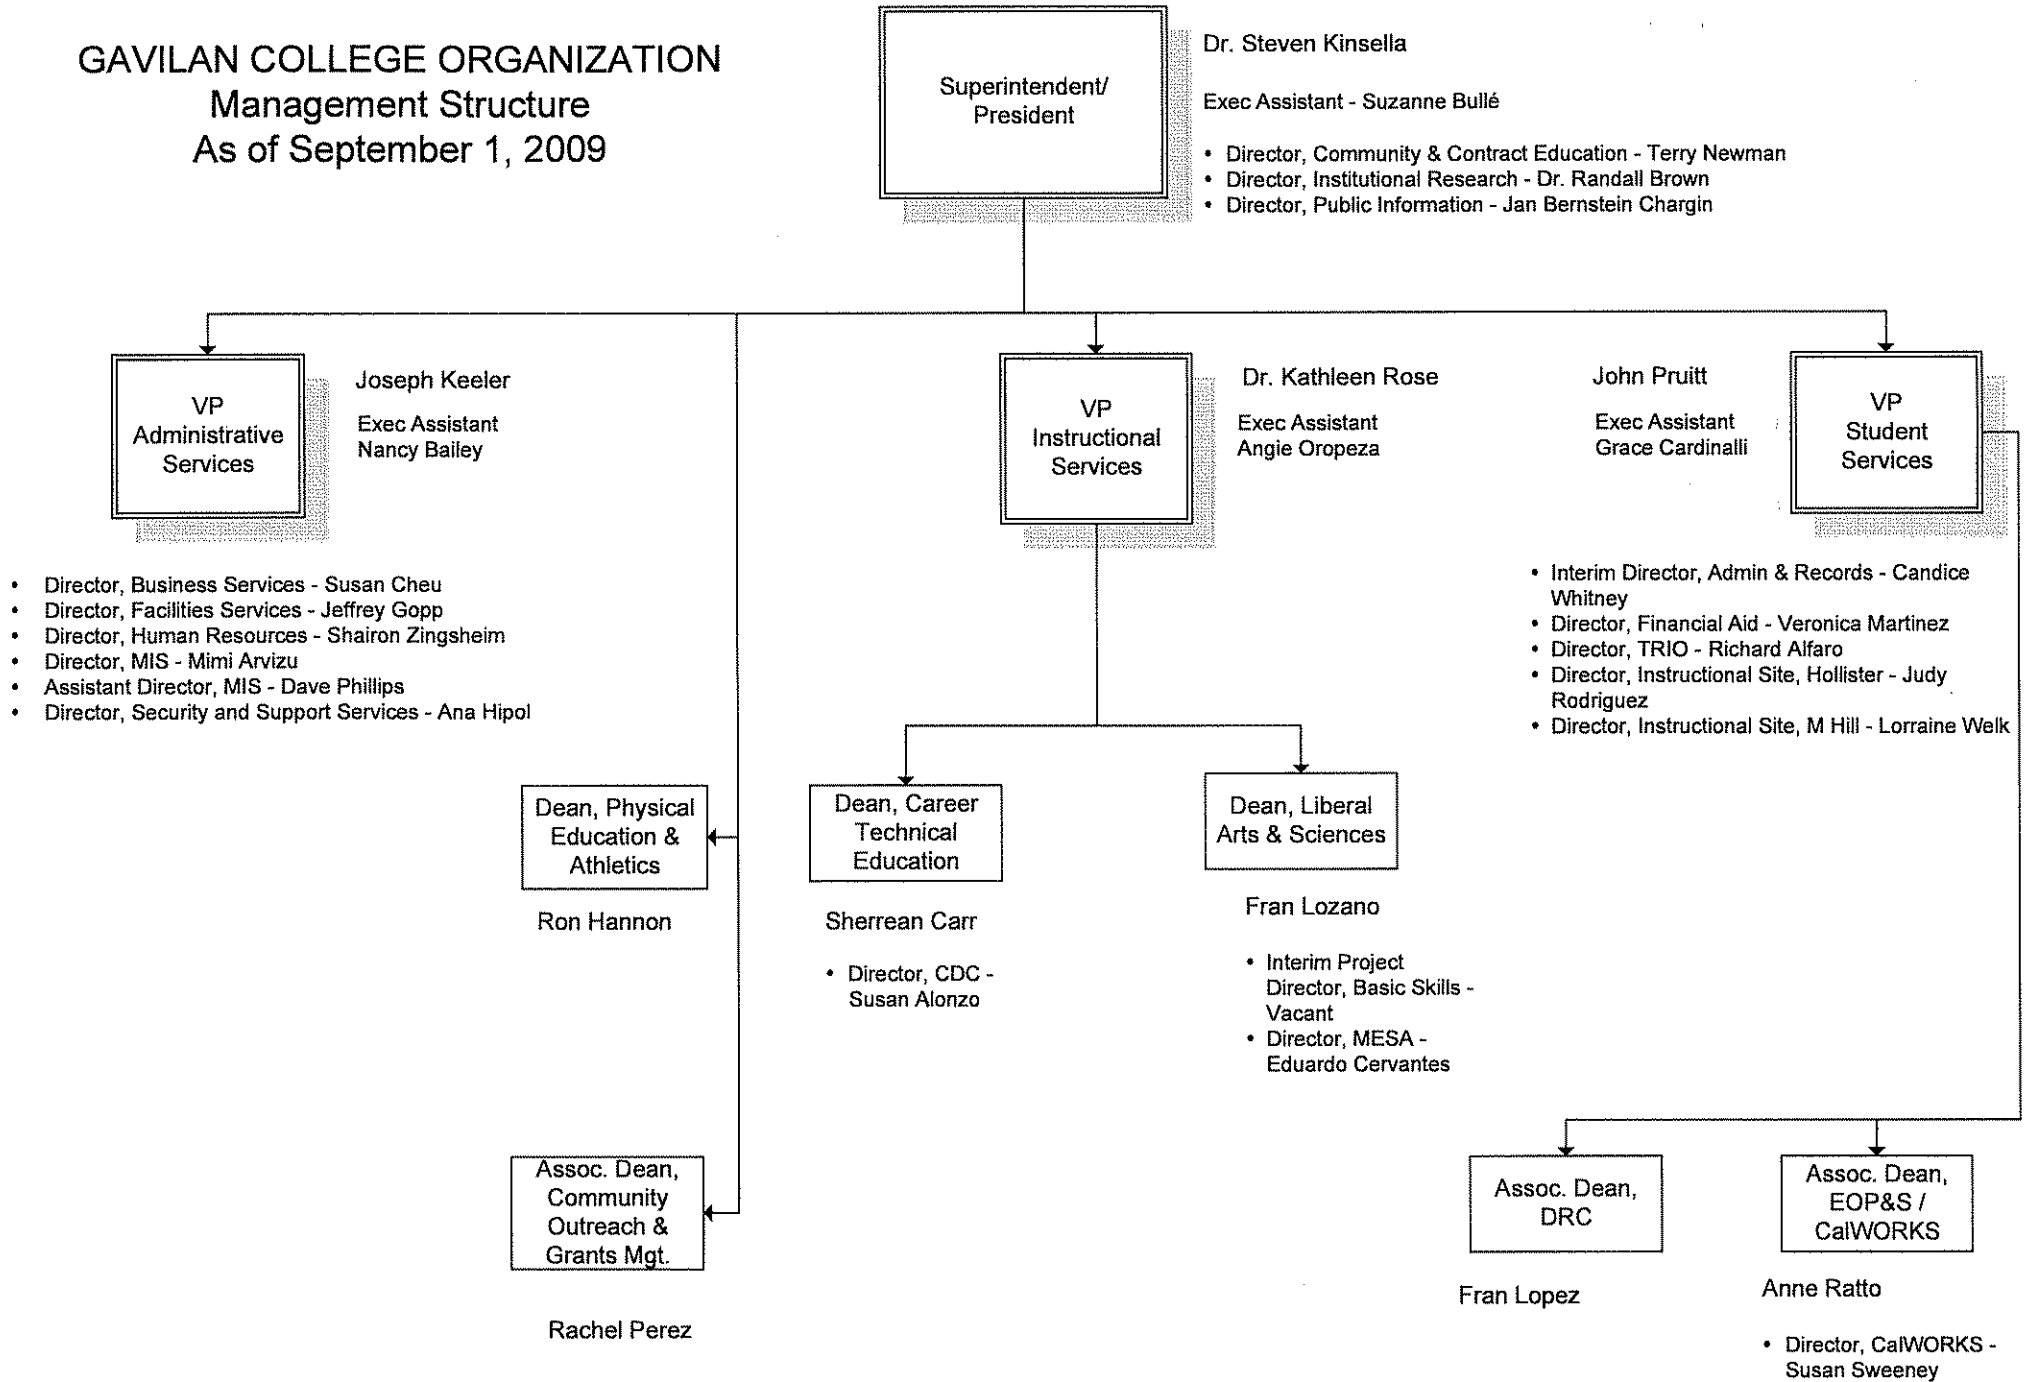 GAVILAN COLLEGE ORGANIZATION
Management Structure
As of September 1, 2009
Superintendent/
President
Dr. Steven Kinsella
Exec Assistant - Suzanne Bullé
• Director, Community & Contract Education - Terry Newman
• Director, Institutional Research - Dr. Randall Brown
• Director, Public Information - Jan Bernstein Chargin
VP
Administrative
Services
Joseph Keeler
Exec Assistant
Nancy Bailey
• Director, Business Services - Susan Cheu
• Director, Facilities Services - Jeffrey Gopp
• Director, Human Resources - Shairon Zingsheim
• Director, MIS - Mimi Arvizu
• Assistant Director, MIS - Dave Phillips
• Director, Security and Support Services - Ana Hipol
VP
Instructional
Services
Dr. Kathleen Rose
Exec Assistant
Angie Oropeza
John Pruitt
Exec Assistant
Grace Cardinalli
VP
Student
Services
• Interim Director, Admin & Records - Candice
Whitney
• Director, Financial Aid - Veronica Martinez
• Director, TRIO - Richard Alfaro
• Director, Instructional Site, Hollister - Judy
Rodriguez
• Director, Instructional Site, M Hill - Lorraine Welk
Dean, Physical
Education &
Athletics
Ron Hannon
Dean, Career
Technical
Education
Sherrean Carr
• Director, CDC -
Susan Alonzo
Dean, Liberal
Arts & Sciences
Fran Lozano
• Interim Project
Director, Basic Skills -
Vacant
• Director, MESA -
Eduardo Cervantes
Assoc. Dean,
Community
Outreach &
Grants Mgt.
Rachel Perez
Assoc. Dean,
DRC
Fran Lopez
Assoc. Dean,
EOP&S /
CalWORKS
Anne Ratto
• Director, CalWORKS -
Susan Sweeney